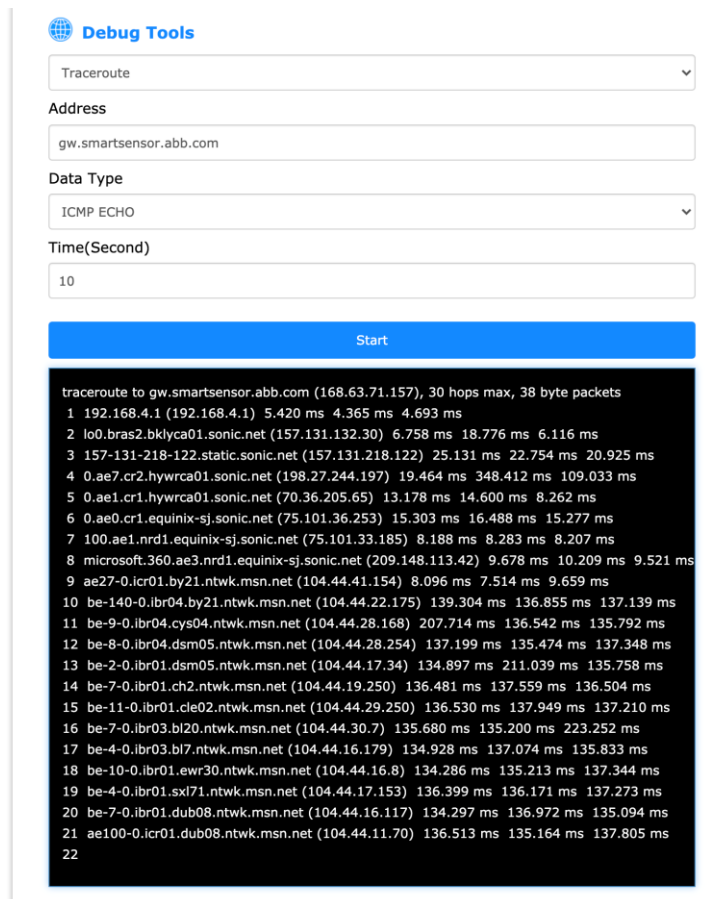 Debug Tools
Traceroute
Address
gw.smartsensor.abb.com
Data Type
ICMP ECHO
Time(Second)
10
Start
traceroute to gw.smartsensor.abb.com (168.63.71.157), 30 hops max, 38 byte packets
1 192.168.4.1 (192.168.4.1) 5.420 ms 4.365 ms 4.693 ms
2 lo0.bras2.bklyca01.sonic.net (157.131.132.30) 6.758 ms 18.776 ms 6.116 ms
3 157-131-218-122.static.sonic.net (157.131.218.122) 25.131 ms 22.754 ms 20.925 ms
4 0.ae7.cr2.hywrca01.sonic.net (198.27.244.197) 19.464 ms 348.412 ms 109.033 ms
5 0.ae1.cr1.hywrca01.sonic.net (70.36.205.65) 13.178 ms 14.600 ms 8.262 ms
6 0.ae0.cr1.equinix-sj.sonic.net (75.101.36.253) 15.303 ms 16.488 ms 15.277 ms
7 100.ae1.nrd1.equinix-sj.sonic.net (75.101.33.185) 8.188 ms 8.283 ms 8.207 ms
8 microsoft.360.ae3.nrd1.equinix-sj.sonic.net (209.148.113.42) 9.678 ms 10.209 ms 9.521 ms
9 ae27-0.icr01.by21.ntwk.msn.net (104.44.41.154) 8.096 ms 7.514 ms 9.659 ms
10 be-140-0.ibr04.by21.ntwk.msn.net (104.44.22.175) 139.304 ms 136.855 ms 137.139 ms
11 be-9-0.ibr04.cys04.ntwk.msn.net (104.44.28.168) 207.714 ms 136.542 ms 135.792 ms
12 be-8-0.ibr04.dsm05.ntwk.msn.net (104.44.28.254) 137.199 ms 135.474 ms 137.348 ms
13 be-2-0.ibr01.dsm05.ntwk.msn.net (104.44.17.34) 134.897 ms 211.039 ms 135.758 ms
14 be-7-0.ibr01.ch2.ntwk.msn.net (104.44.19.250) 136.481 ms 137.559 ms 136.504 ms
15 be-11-0.ibr01.cle02.ntwk.msn.net (104.44.29.250) 136.530 ms 137.949 ms 137.210 ms
16 be-7-0.ibr03.bl20.ntwk.msn.net (104.44.30.7) 135.680 ms 135.200 ms 223.252 ms
17 be-4-0.ibr03.bl7.ntwk.msn.net (104.44.16.179) 134.928 ms 137.074 ms 135.833 ms
18 be-10-0.ibr01.ewr30.ntwk.msn.net (104.44.16.8) 134.286 ms 135.213 ms 137.344 ms
19 be-4-0.ibr01.sxl71.ntwk.msn.net (104.44.17.153) 136.399 ms 136.171 ms 137.273 ms
20 be-7-0.ibr01.dub08.ntwk.msn.net (104.44.16.117) 134.297 ms 136.972 ms 135.094 ms
21 ae100-0.icr01.dub08.ntwk.msn.net (104.44.11.70) 136.513 ms 135.164 ms 137.805 ms
22